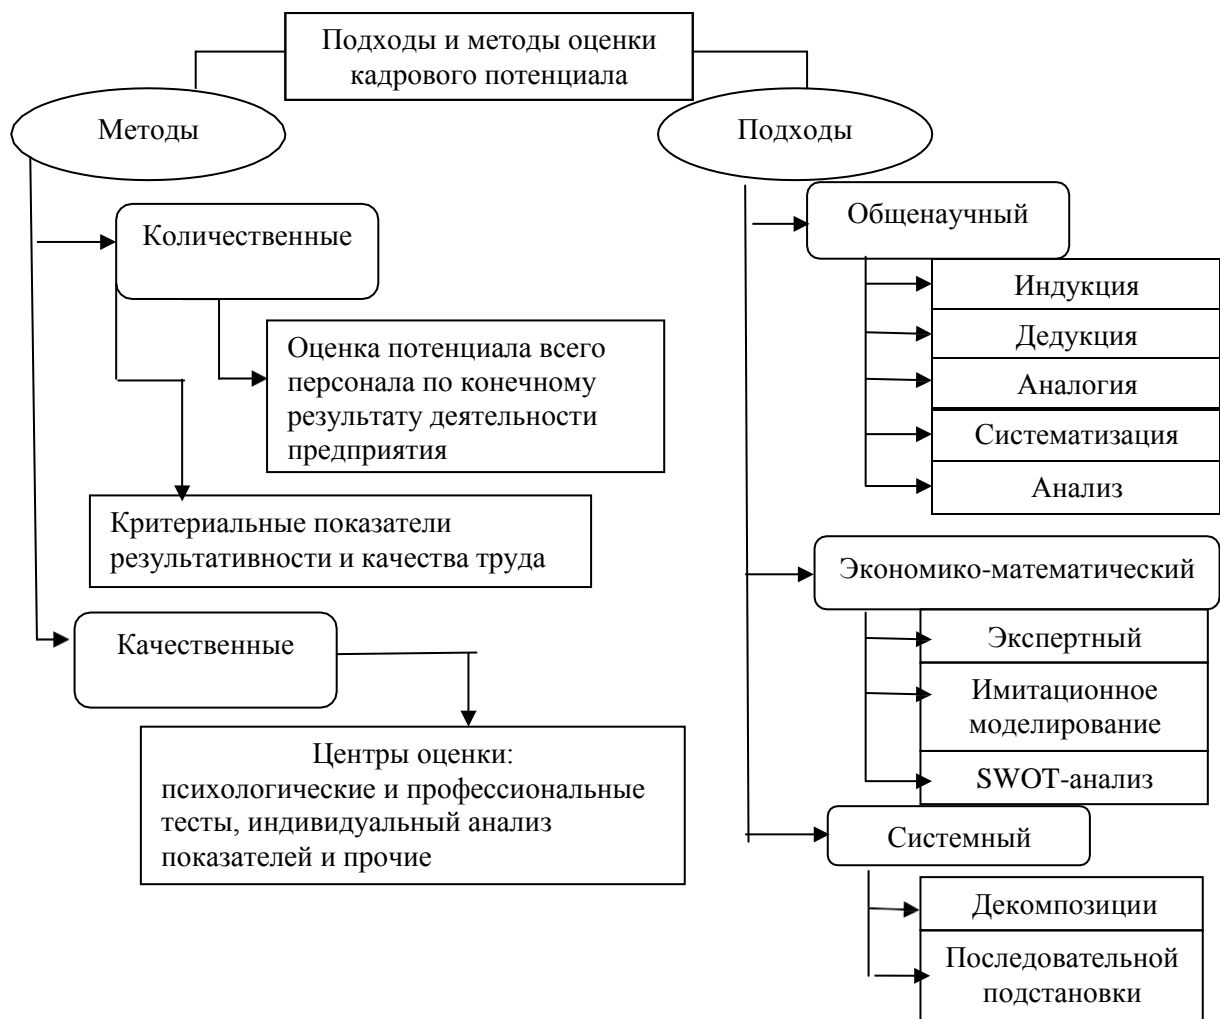 Подходы и методы оценки
кадрового потенциала
Методы
Подходы
Количественные
Оценка потенциала всего
персонала по конечному
результату деятельности
предприятия
Критериальные показатели
результативности и качества труда
Качественные
Центры оценки:
психологические и профессиональные
тесты, индивидуальный анализ
показателей и прочие
Общенаучный
Индукция
Дедукция
Аналогия
Систематизация
Анализ
Экономико-математический
Экспертный
Имитационное
моделирование
SWOT-анализ
Системный
Декомпозиции
Последовательной
подстановки